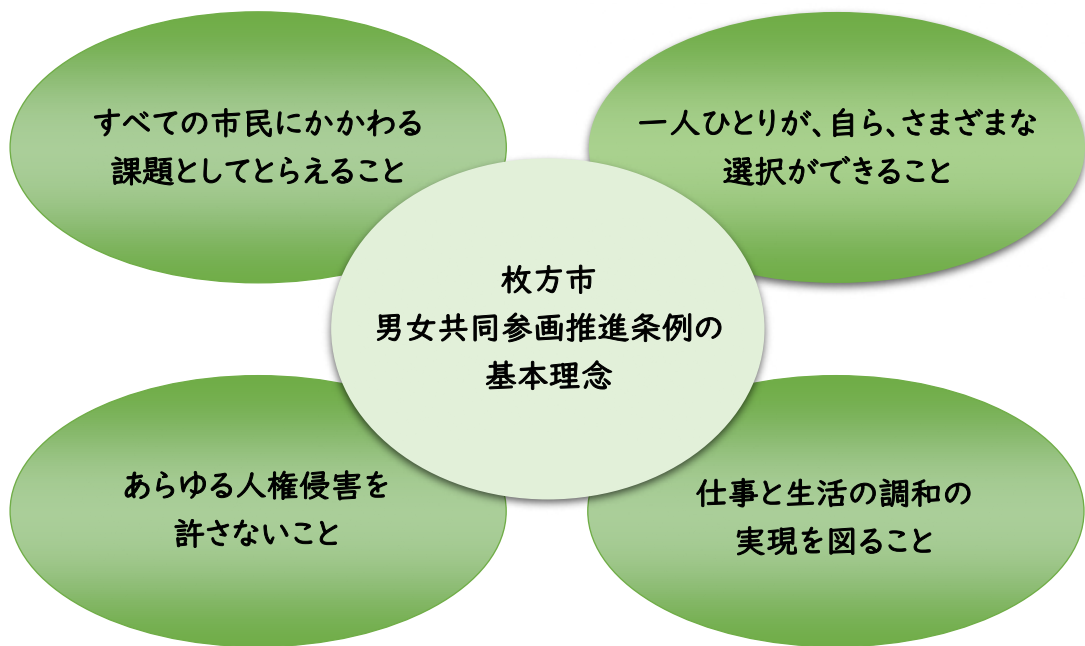 すべての市民にかかわる
課題としてとらえること
一人ひとりが、自ら、さまざまな
選択ができること
枚方市
男女共同参画推進条例の
基本理念
あらゆる人権侵害を
許さないこと
仕事と生活の調和の
実現を図ること